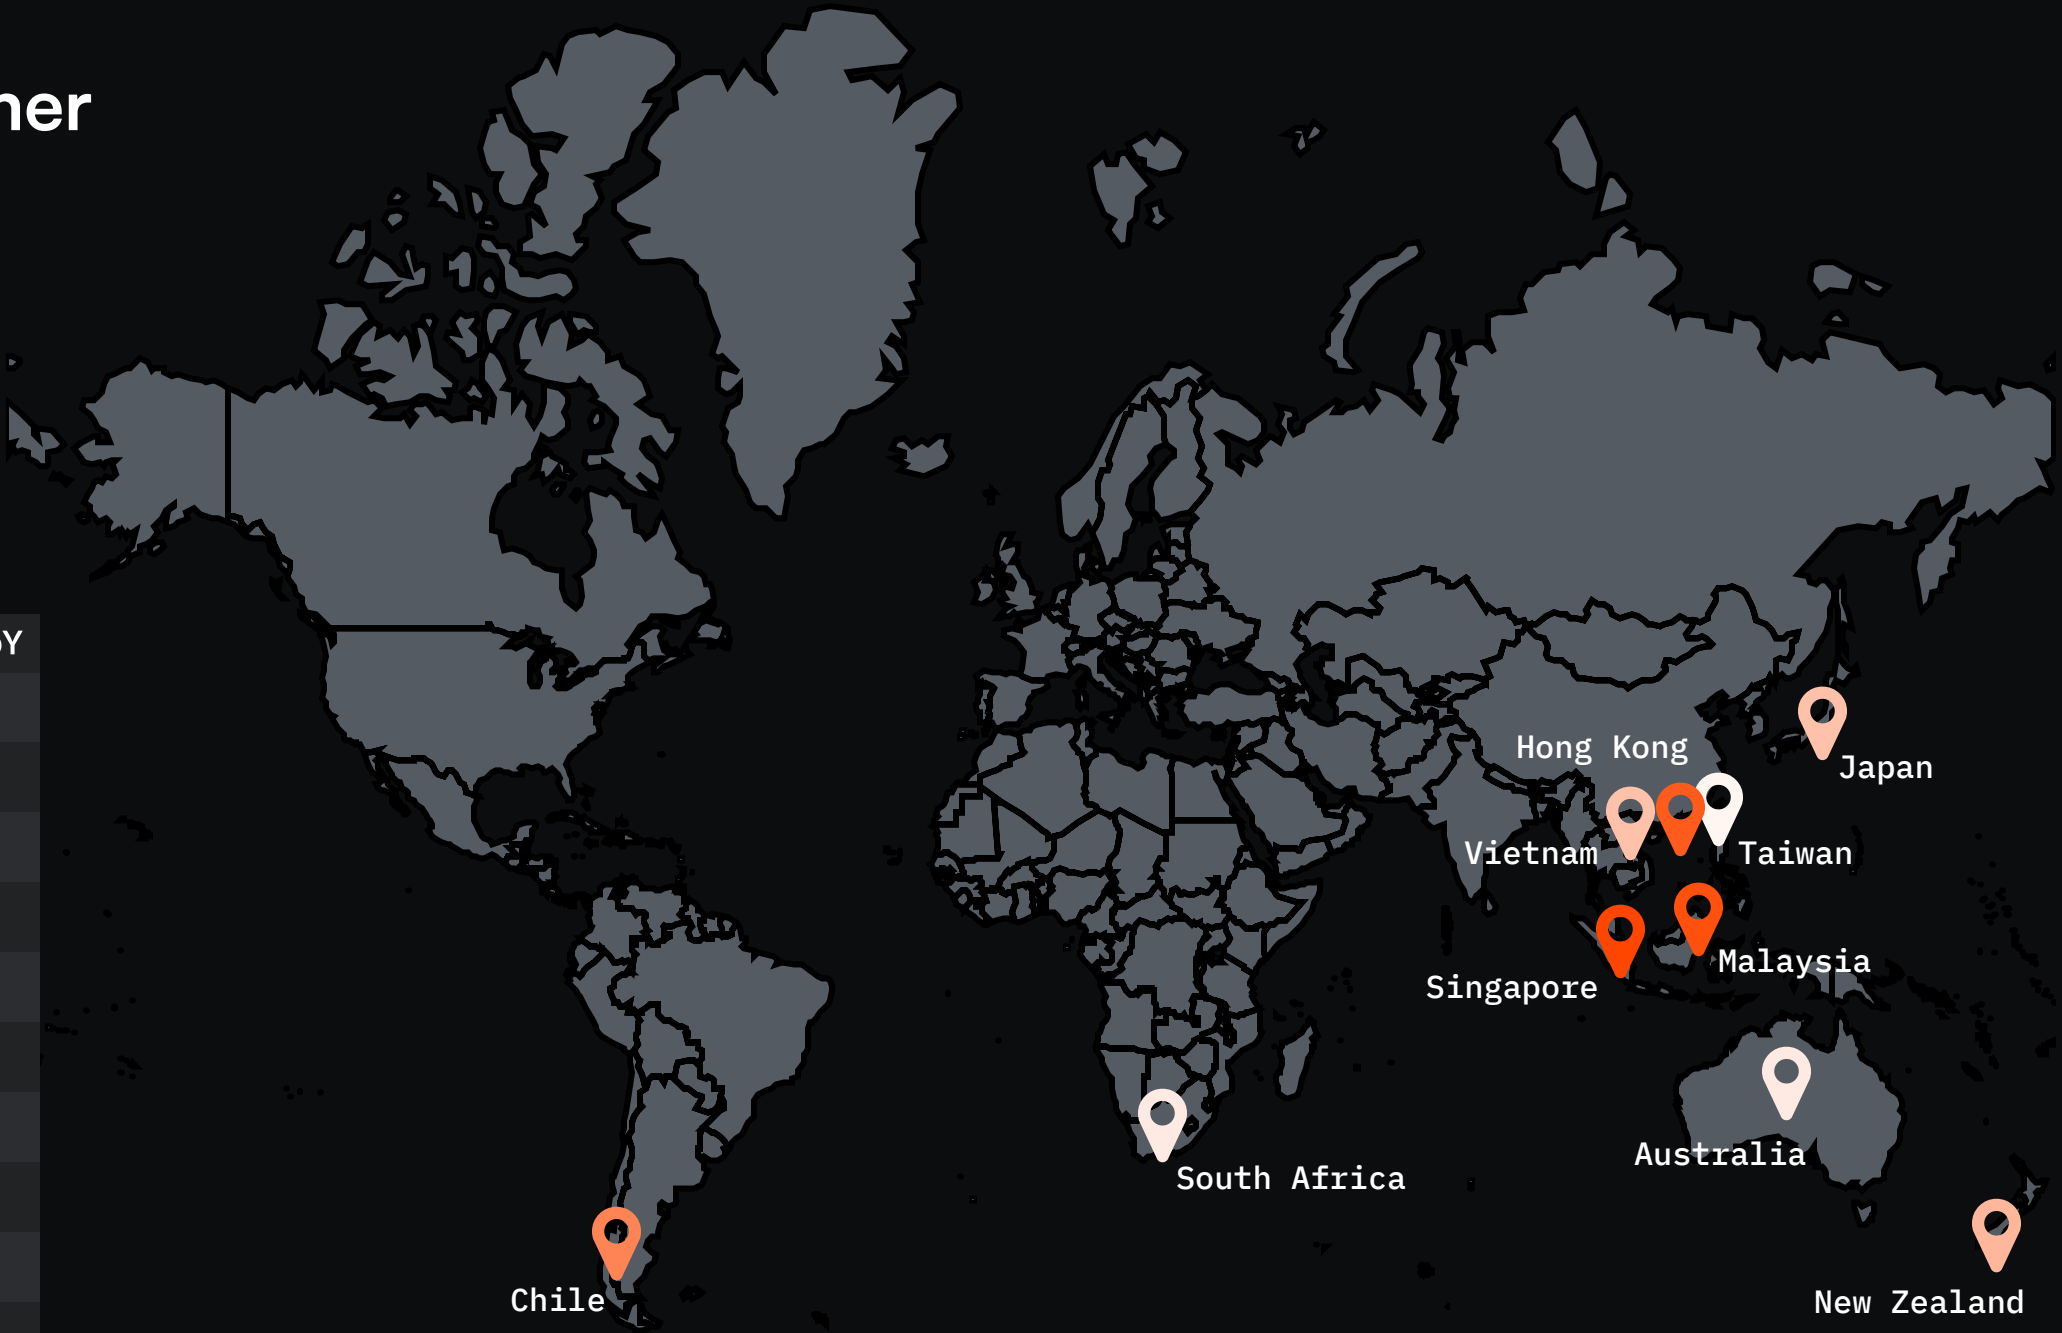 Hong Kong
Japan
Vietnam
Taiwan
Malaysia
Singapore
Australia
South Africa
Chile
New Zealand